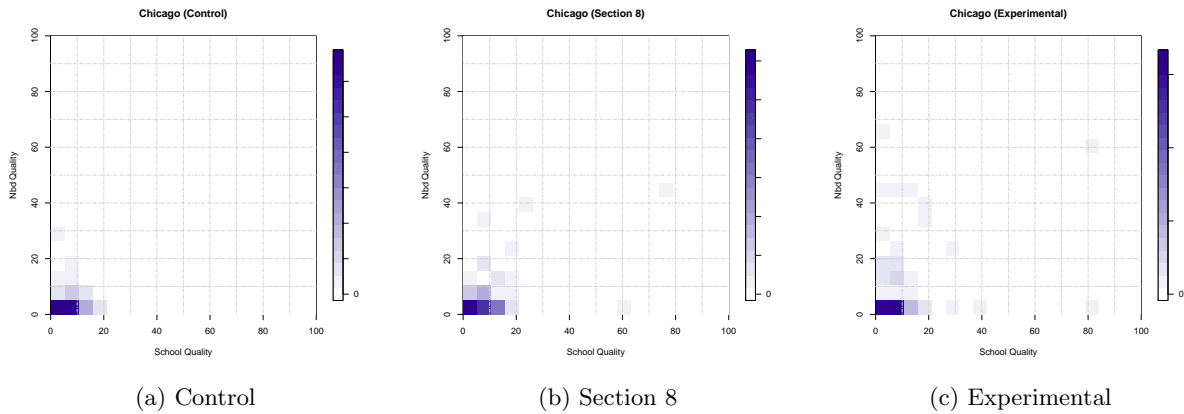 Chicago (Control)
Nbd Quality
0 20 40 60 80 100
0 20 40 60 80 100
School Quality
0
(a) Control
Chicago (Section 8)
Nbd Quality
0 20 40 60 80 100
0 20 40 60 80 100
School Quality
0
(b) Section 8
Chicago (Experimental)
Nbd Quality
0 20 40 60 80 100
0 20 40 60 80 100
School Quality
0
(c) Experimental